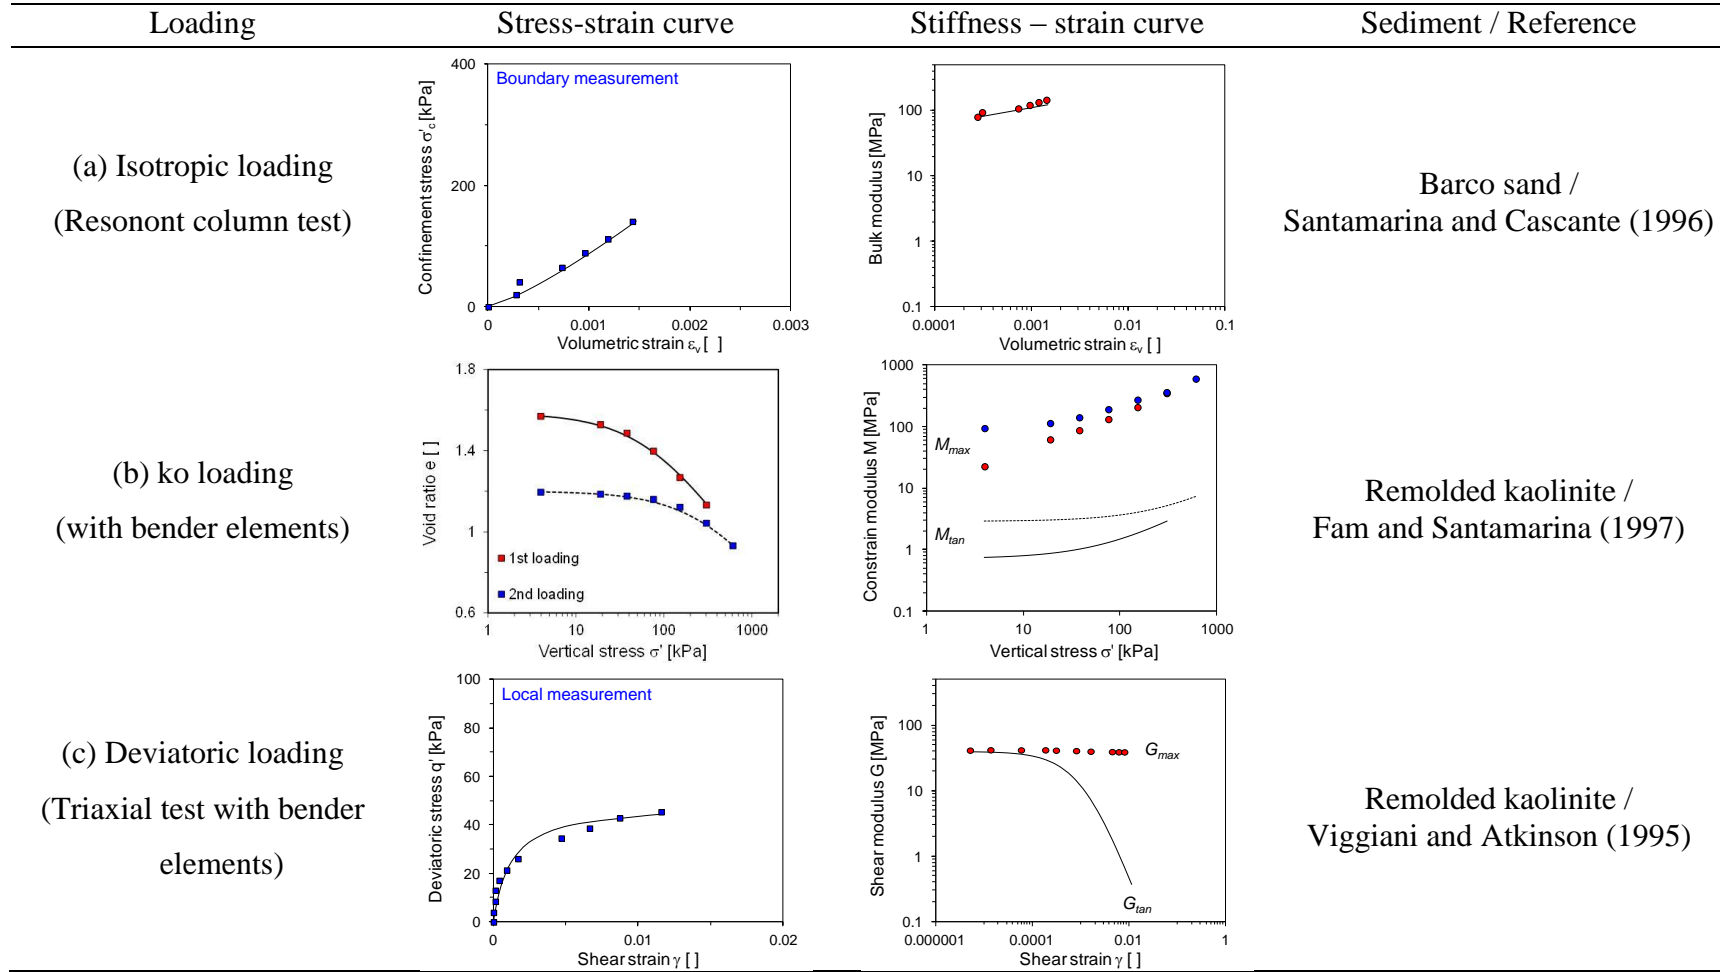 Loading
Stress-strain curve
Stiffness – strain curve
Sediment / Reference
(a) Isotropic loading
(Resonont column test)
Confinement stress σ'c [kPa]
400
200
0
Boundary measurement
0
0.001
0.002
0.003
Volumetric strain εv [ ]
Bulk modulus [MPa]
100
10
1
0.1
0.0001
0.001
0.01
0.1
Volumetric strain εv [ ]
Barco sand /
Santamarina and Cascante (1996)
(b) ko loading
(with bender elements)
Void ratio e [ ]
1.8
1.4
1
0.6
1st loading
2nd loading
1
10
100
1000
Vertical stress σ' [kPa]
Constrain modulus M [MPa]
1000
100
10
1
0.1
Mmax
Mtan
1
10
100
1000
Vertical stress σ' [kPa]
Remolded kaolinite /
Fam and Santamarina (1997)
(c) Deviatoric loading
(Triaxial test with bender
elements)
Deviatoric stress q' [kPa]
100
80
60
40
20
0
Local measurement
0
0.01
0.02
Shear strain γ [ ]
Shear modulus G [MPa]
100
10
1
0.1
Gmax
Gtan
0.000001
0.0001
0.01
1
Shear strain γ [ ]
Remolded kaolinite /
Viggiani and Atkinson (1995)